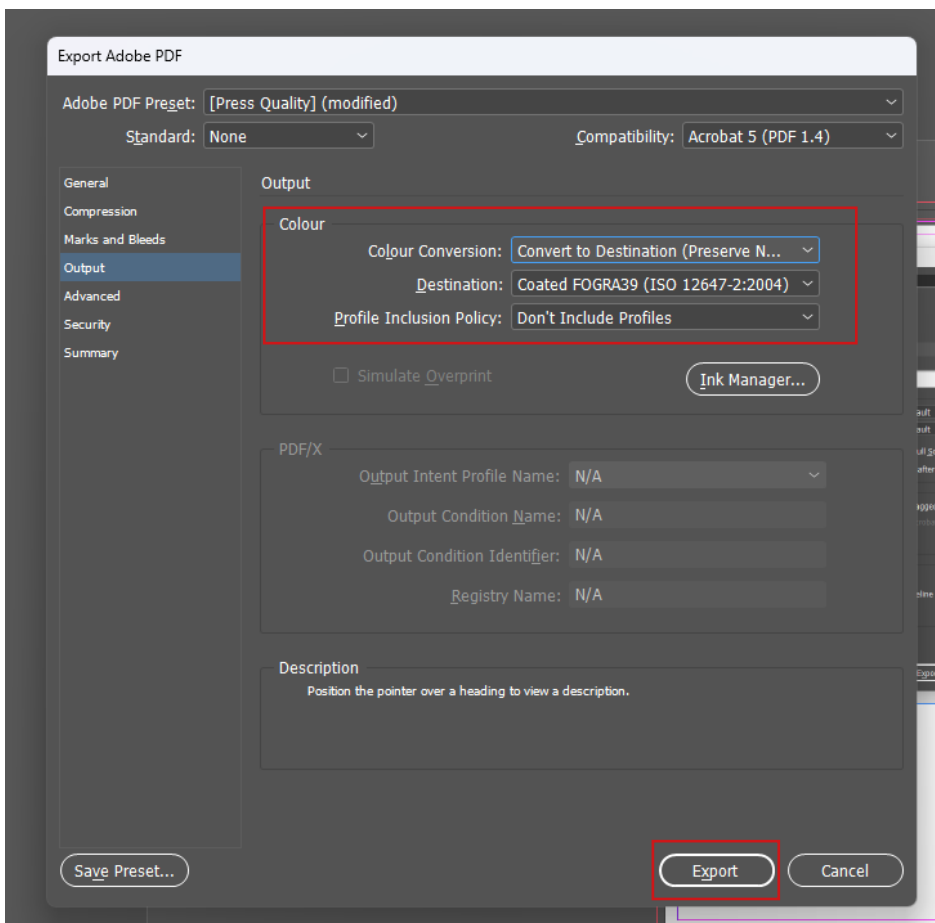 Export Adobe PDF
Adobe PDF Preset: [Press Quality] (modified)
Standard: None Compatibility: Acrobat 5 (PDF 1.4)
General
Compression
Marks and Bleeds
Output
Advanced
Security
Summary
Output
Colour
Colour Conversion: Convert to Destination (Preserve N...
Destination: Coated FOGRA39 (ISO 12647-2:2004)
Profile Inclusion Policy: Don't Include Profiles
Simulate Overprint Ink Manager...
PDF/X
Output Intent Profile Name: N/A
Output Condition Name: N/A
Output Condition Identifier: N/A
Registry Name: N/A
Description
Position the pointer over a heading to view a description.
Save Preset... Export Cancel